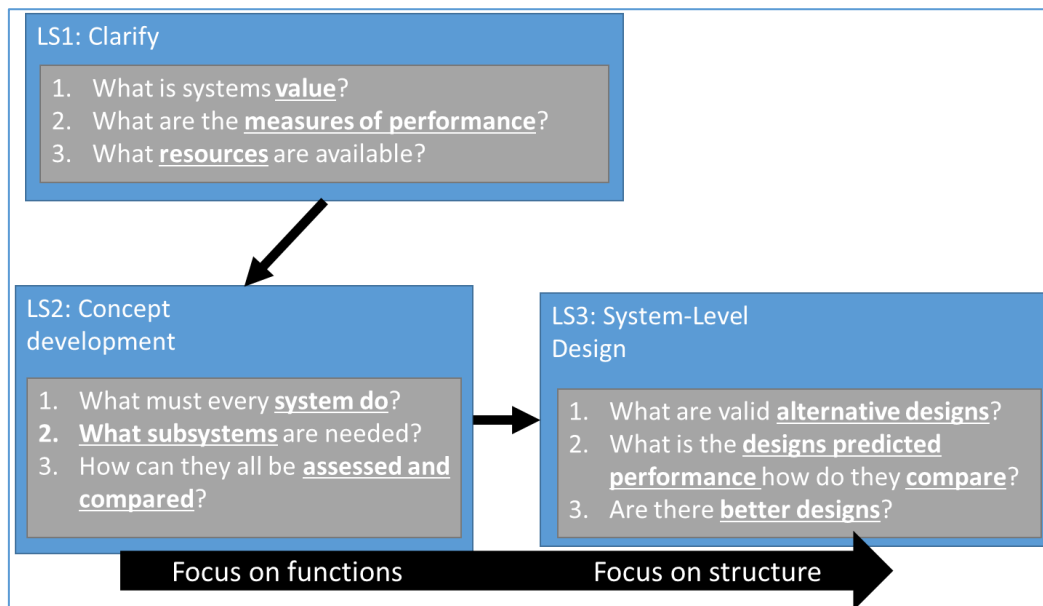 LS1: Clarify
1. What is systems value?
2. What are the measures of performance?
3. What resources are available?
LS2: Concept
development
1. What must every system do?
2. What subsystems are needed?
3. How can they all be assessed and
compared?
LS3: System-Level
Design
1. What are valid alternative designs?
2. What is the designs predicted
performance how do they compare?
3. Are there better designs?
Focus on functions
Focus on structure